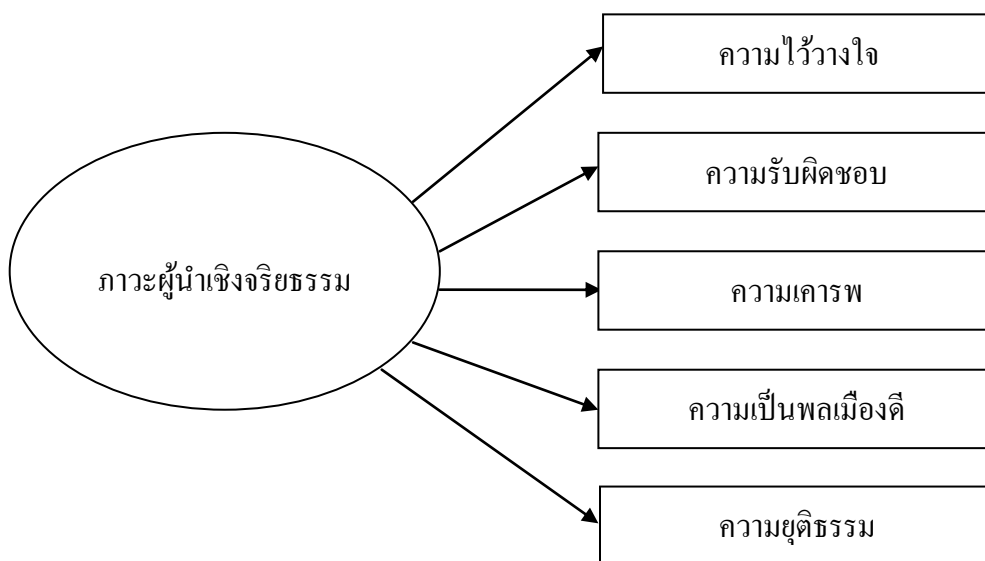 ความไว้วางใจ
ความรับผิดชอบ
ภาวะผู้นำเชิงจริยธรรม
ความเคารพ
ความเป็นพลเมืองดี
ความยุติธรรม